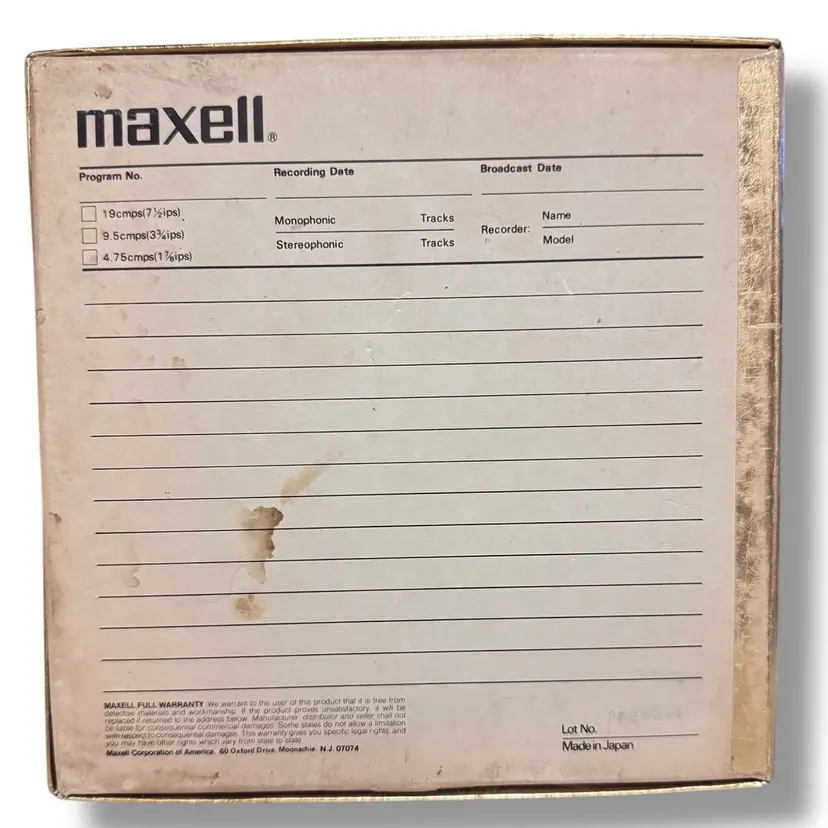 maxell®
Program No.
Recording Date
Broadcast Date
19cmps(7½ips)
9.5cmps(3¾ips)
4.75cmps(1⅞ips)
Monophonic Tracks
Stereophonic Tracks
Recorder:
Name
Model
MAXELL FULL WARRANTY We warrant to the user of this product that it is free from
defective materials and workmanship. If the product proves unsatisfactory, it will be
replaced if returned to the address below. Manufacturer, distributor and seller shall not
be liable for consequential commercial damages. Some states do not allow a limitation
with respect to consequential damages. This warranty gives you specific legal rights, and
you may have other rights which vary from state to state.
Maxell Corporation of America, 60 Oxford Drive, Moonachie, N.J. 07074
Lot No.
Made in Japan